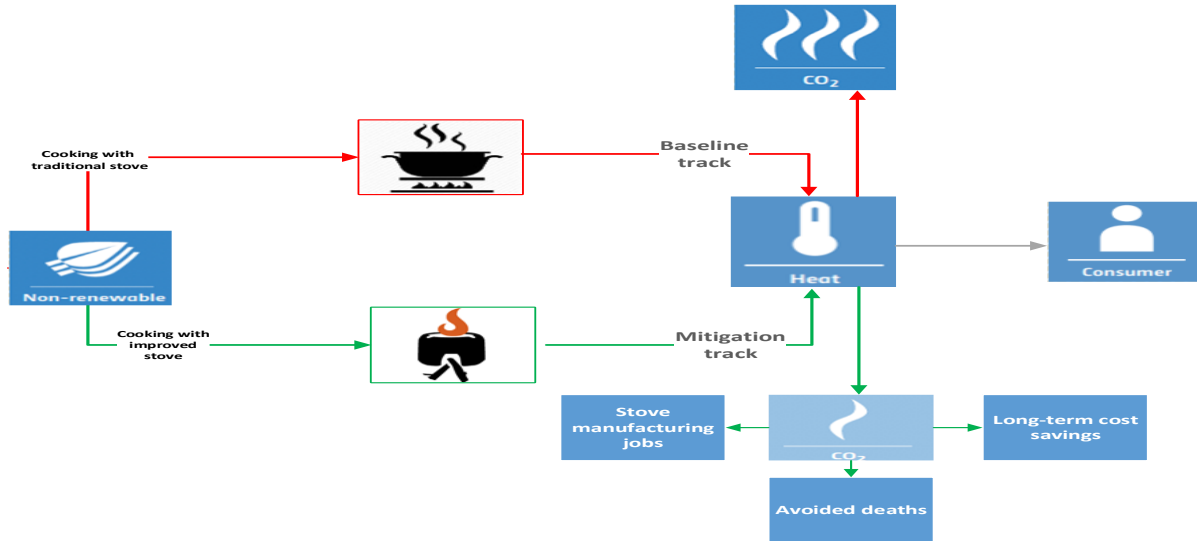 CO₂
Cooking with
traditional stove
Baseline
track
Non-renewable
Heat
Consumer
Cooking with
improved
stove
Mitigation
track
Stove
manufacturing
jobs
CO₂
Long-term cost
savings
Avoided deaths